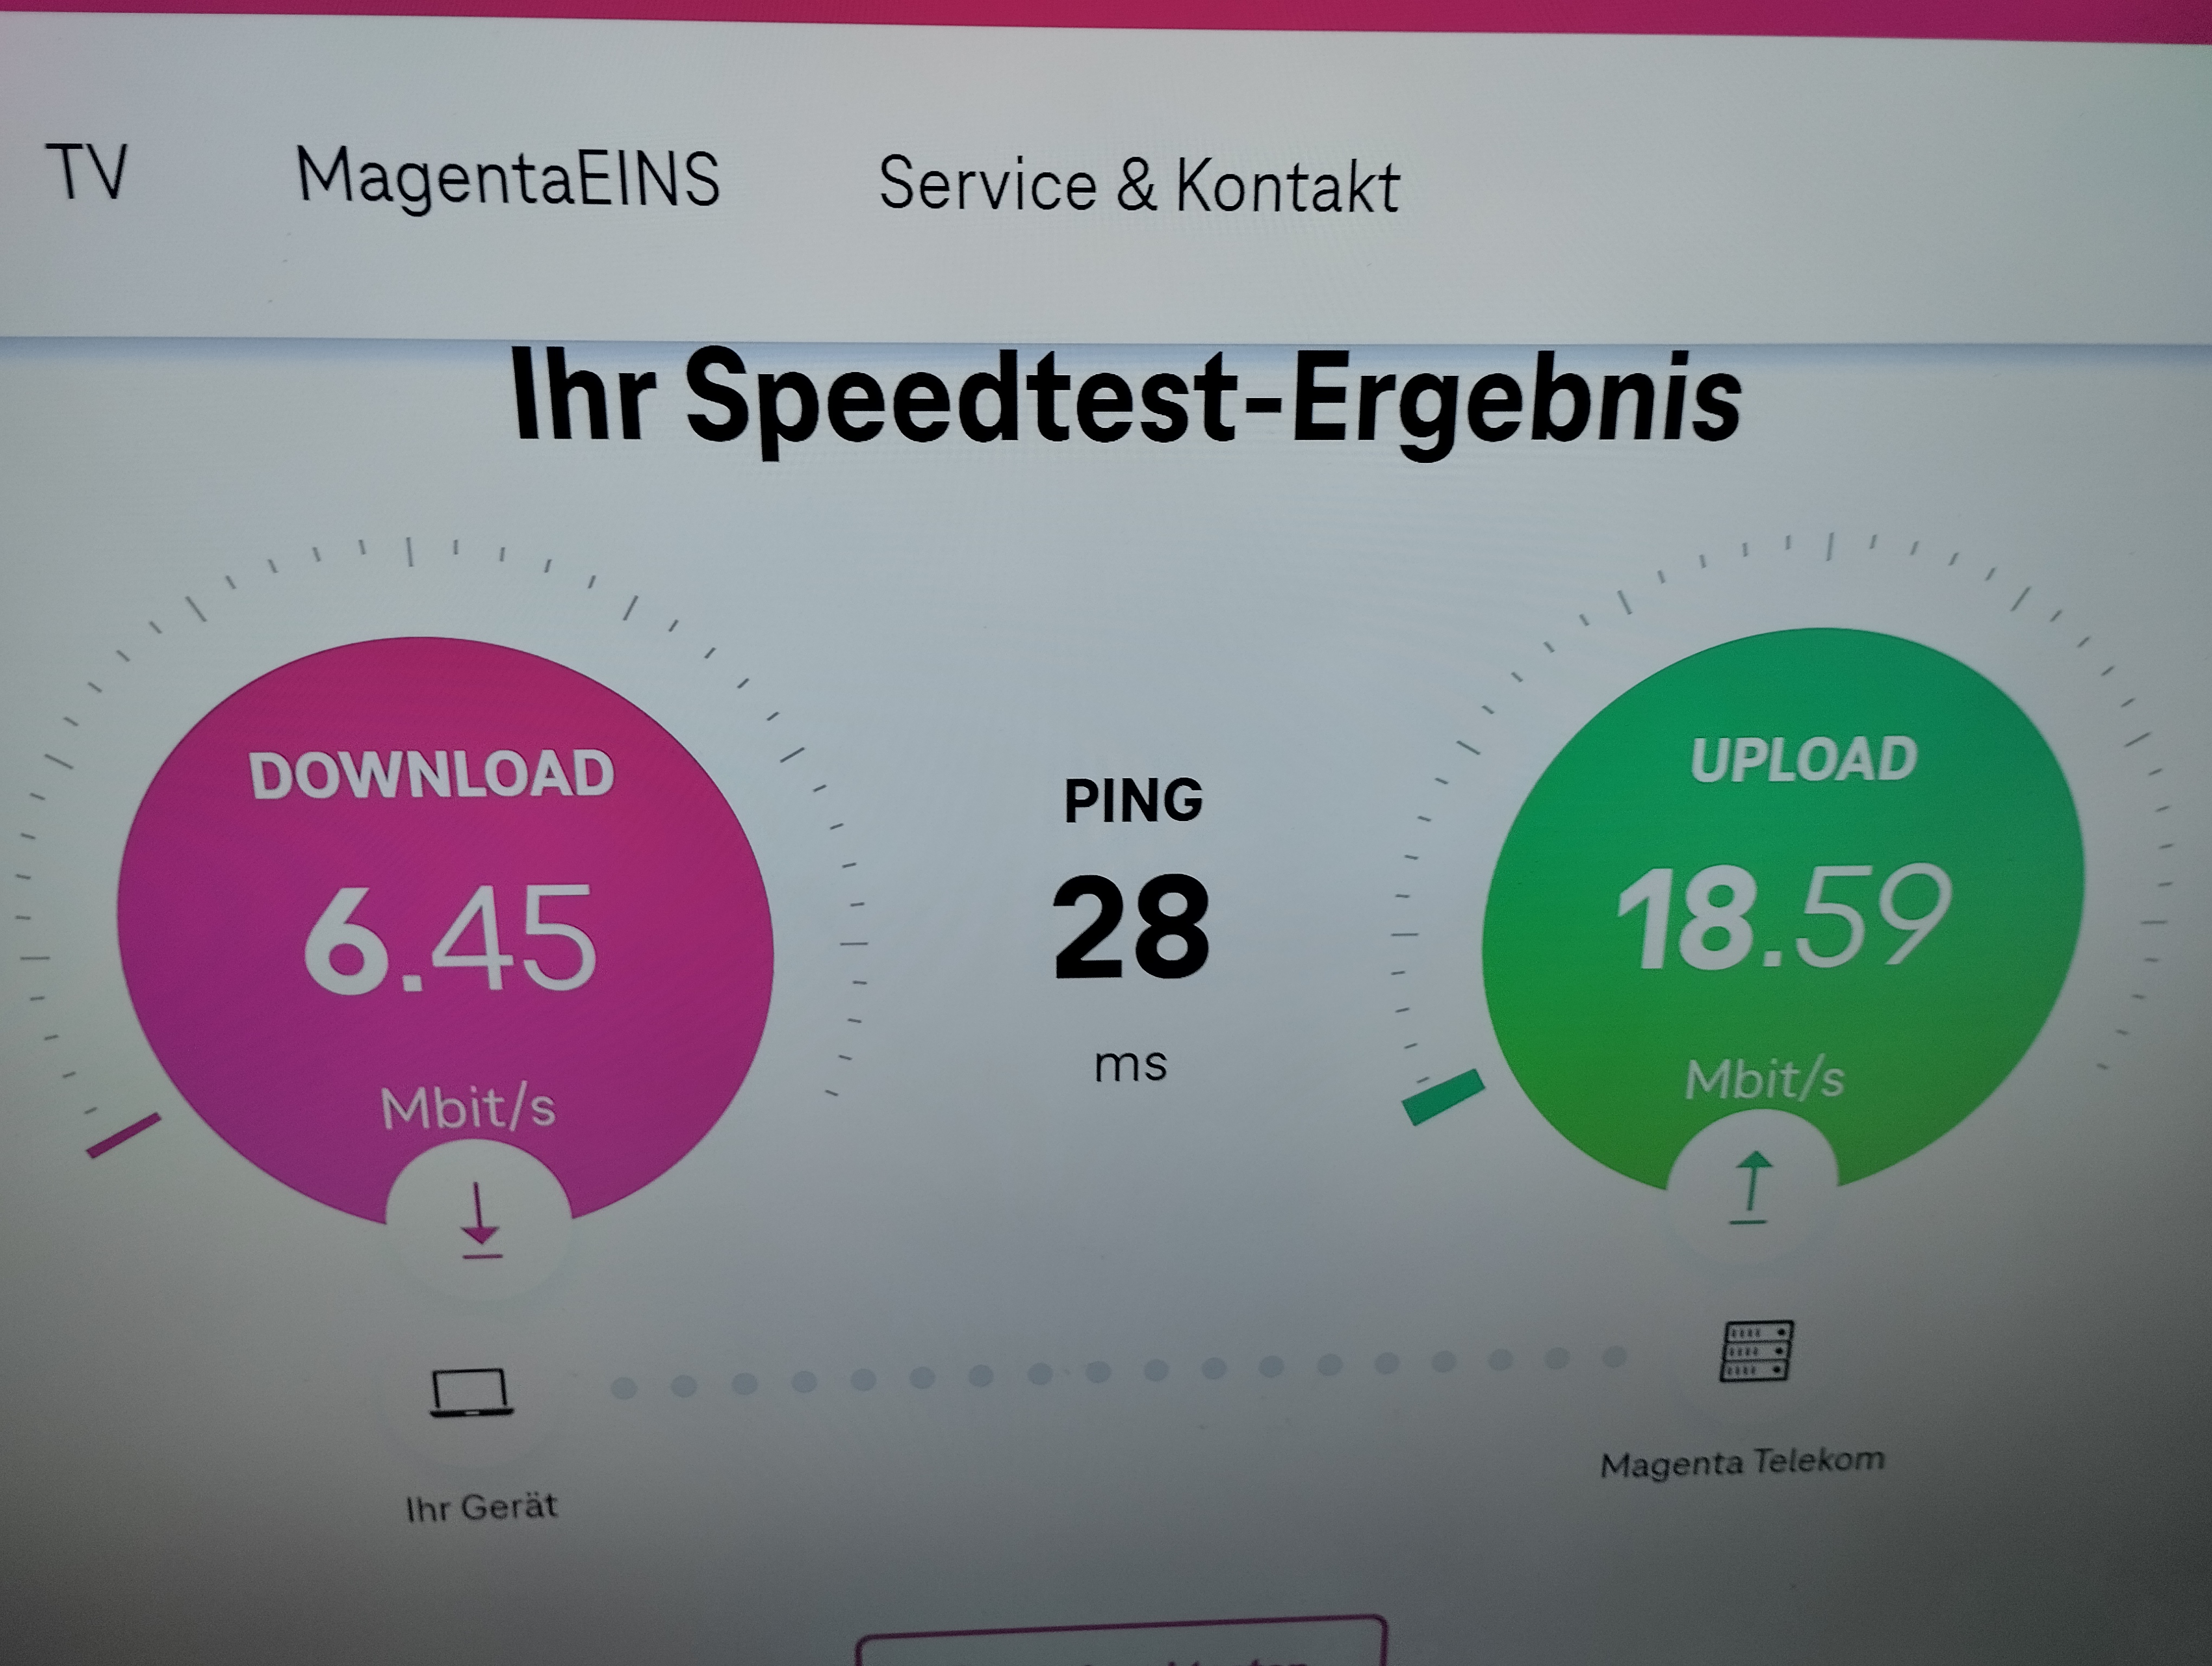 TV MagentaEINS Service & Kontakt
Ihr Speedtest-Ergebnis
DOWNLOAD
6.45
Mbit/s
PING
28
ms
UPLOAD
18.59
Mbit/s
Ihr Gerät
Magenta Telekom